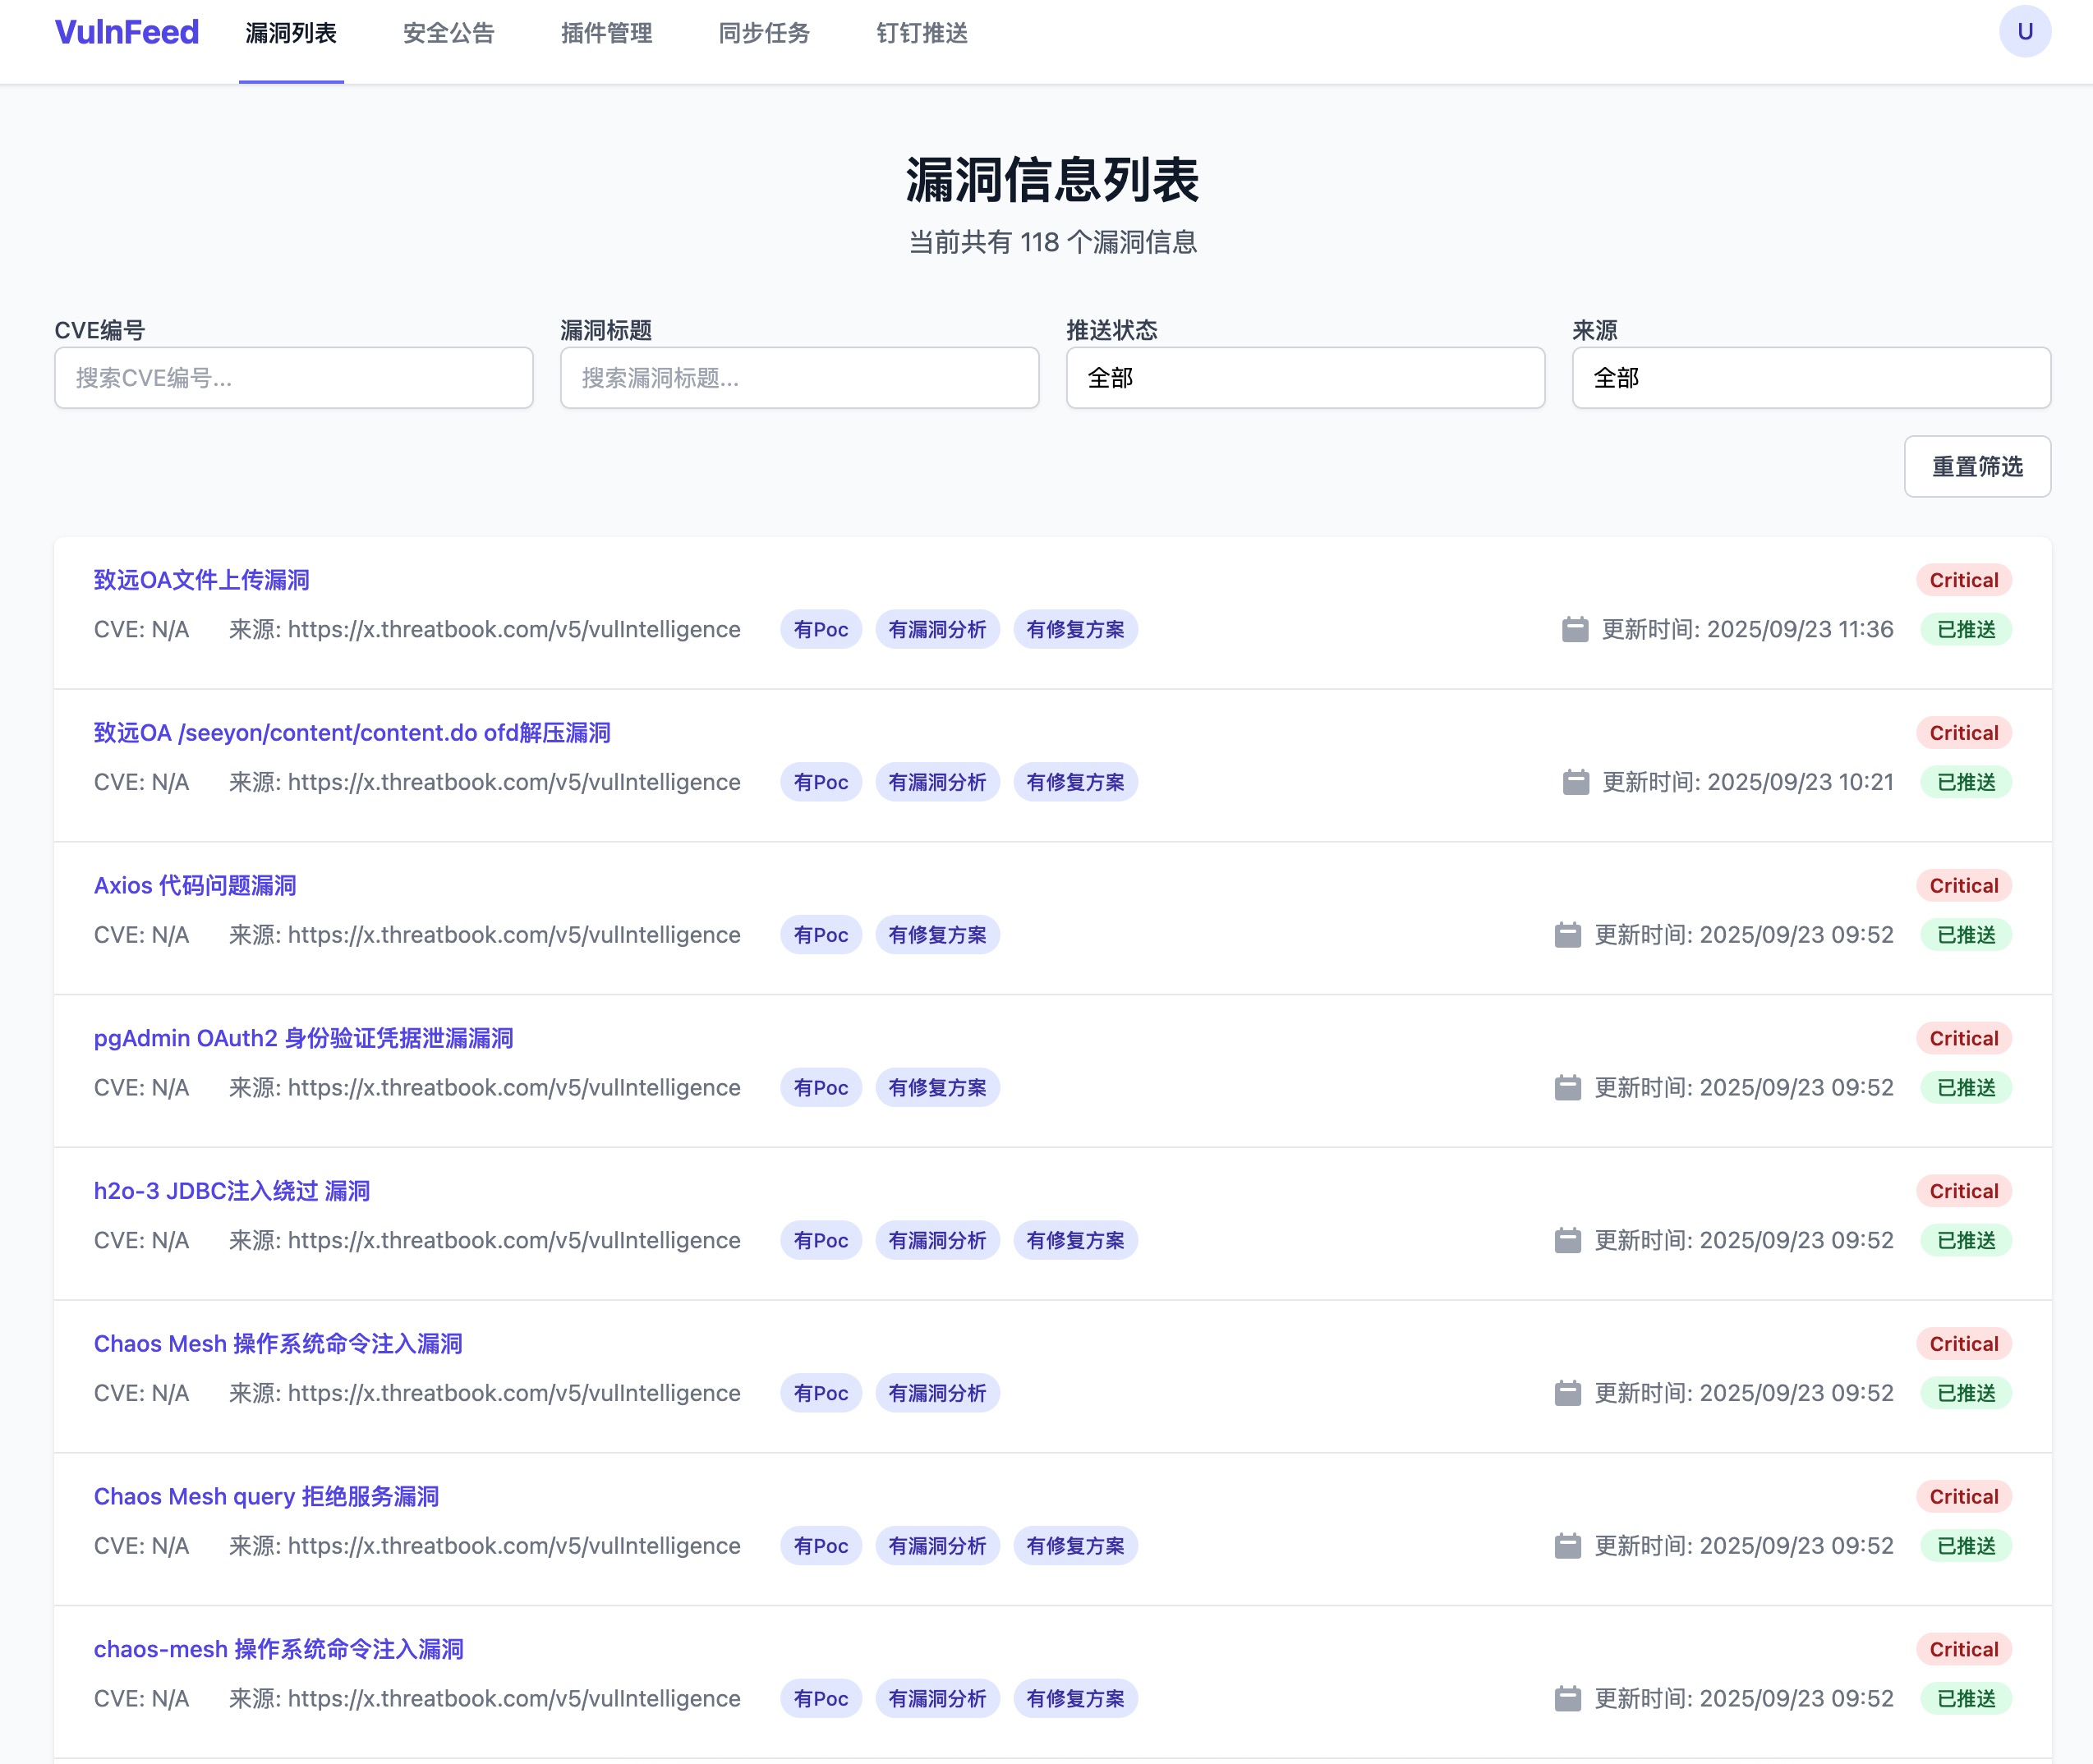 VulnFeed 漏洞列表 安全公告 插件管理 同步任务 钉钉推送 U
漏洞信息列表
当前共有 118 个漏洞信息
CVE编号 漏洞标题 推送状态 来源
搜索CVE编号... 搜索漏洞标题... 全部 全部
重置筛选
致远OA文件上传漏洞 Critical
CVE: N/A 来源: https://x.threatbook.com/v5/vulIntelligence 有Poc 有漏洞分析 有修复方案 更新时间: 2025/09/23 11:36 已推送
致远OA /seeyon/content/content.do ofd解压漏洞 Critical
CVE: N/A 来源: https://x.threatbook.com/v5/vulIntelligence 有Poc 有漏洞分析 有修复方案 更新时间: 2025/09/23 10:21 已推送
Axios 代码问题漏洞 Critical
CVE: N/A 来源: https://x.threatbook.com/v5/vulIntelligence 有Poc 有修复方案 更新时间: 2025/09/23 09:52 已推送
pgAdmin OAuth2 身份验证凭据泄漏漏洞 Critical
CVE: N/A 来源: https://x.threatbook.com/v5/vulIntelligence 有Poc 有修复方案 更新时间: 2025/09/23 09:52 已推送
h2o-3 JDBC注入绕过 漏洞 Critical
CVE: N/A 来源: https://x.threatbook.com/v5/vulIntelligence 有Poc 有漏洞分析 有修复方案 更新时间: 2025/09/23 09:52 已推送
Chaos Mesh 操作系统命令注入漏洞 Critical
CVE: N/A 来源: https://x.threatbook.com/v5/vulIntelligence 有Poc 有漏洞分析 更新时间: 2025/09/23 09:52 已推送
Chaos Mesh query 拒绝服务漏洞 Critical
CVE: N/A 来源: https://x.threatbook.com/v5/vulIntelligence 有Poc 有漏洞分析 有修复方案 更新时间: 2025/09/23 09:52 已推送
chaos-mesh 操作系统命令注入漏洞 Critical
CVE: N/A 来源: https://x.threatbook.com/v5/vulIntelligence 有Poc 有漏洞分析 有修复方案 更新时间: 2025/09/23 09:52 已推送